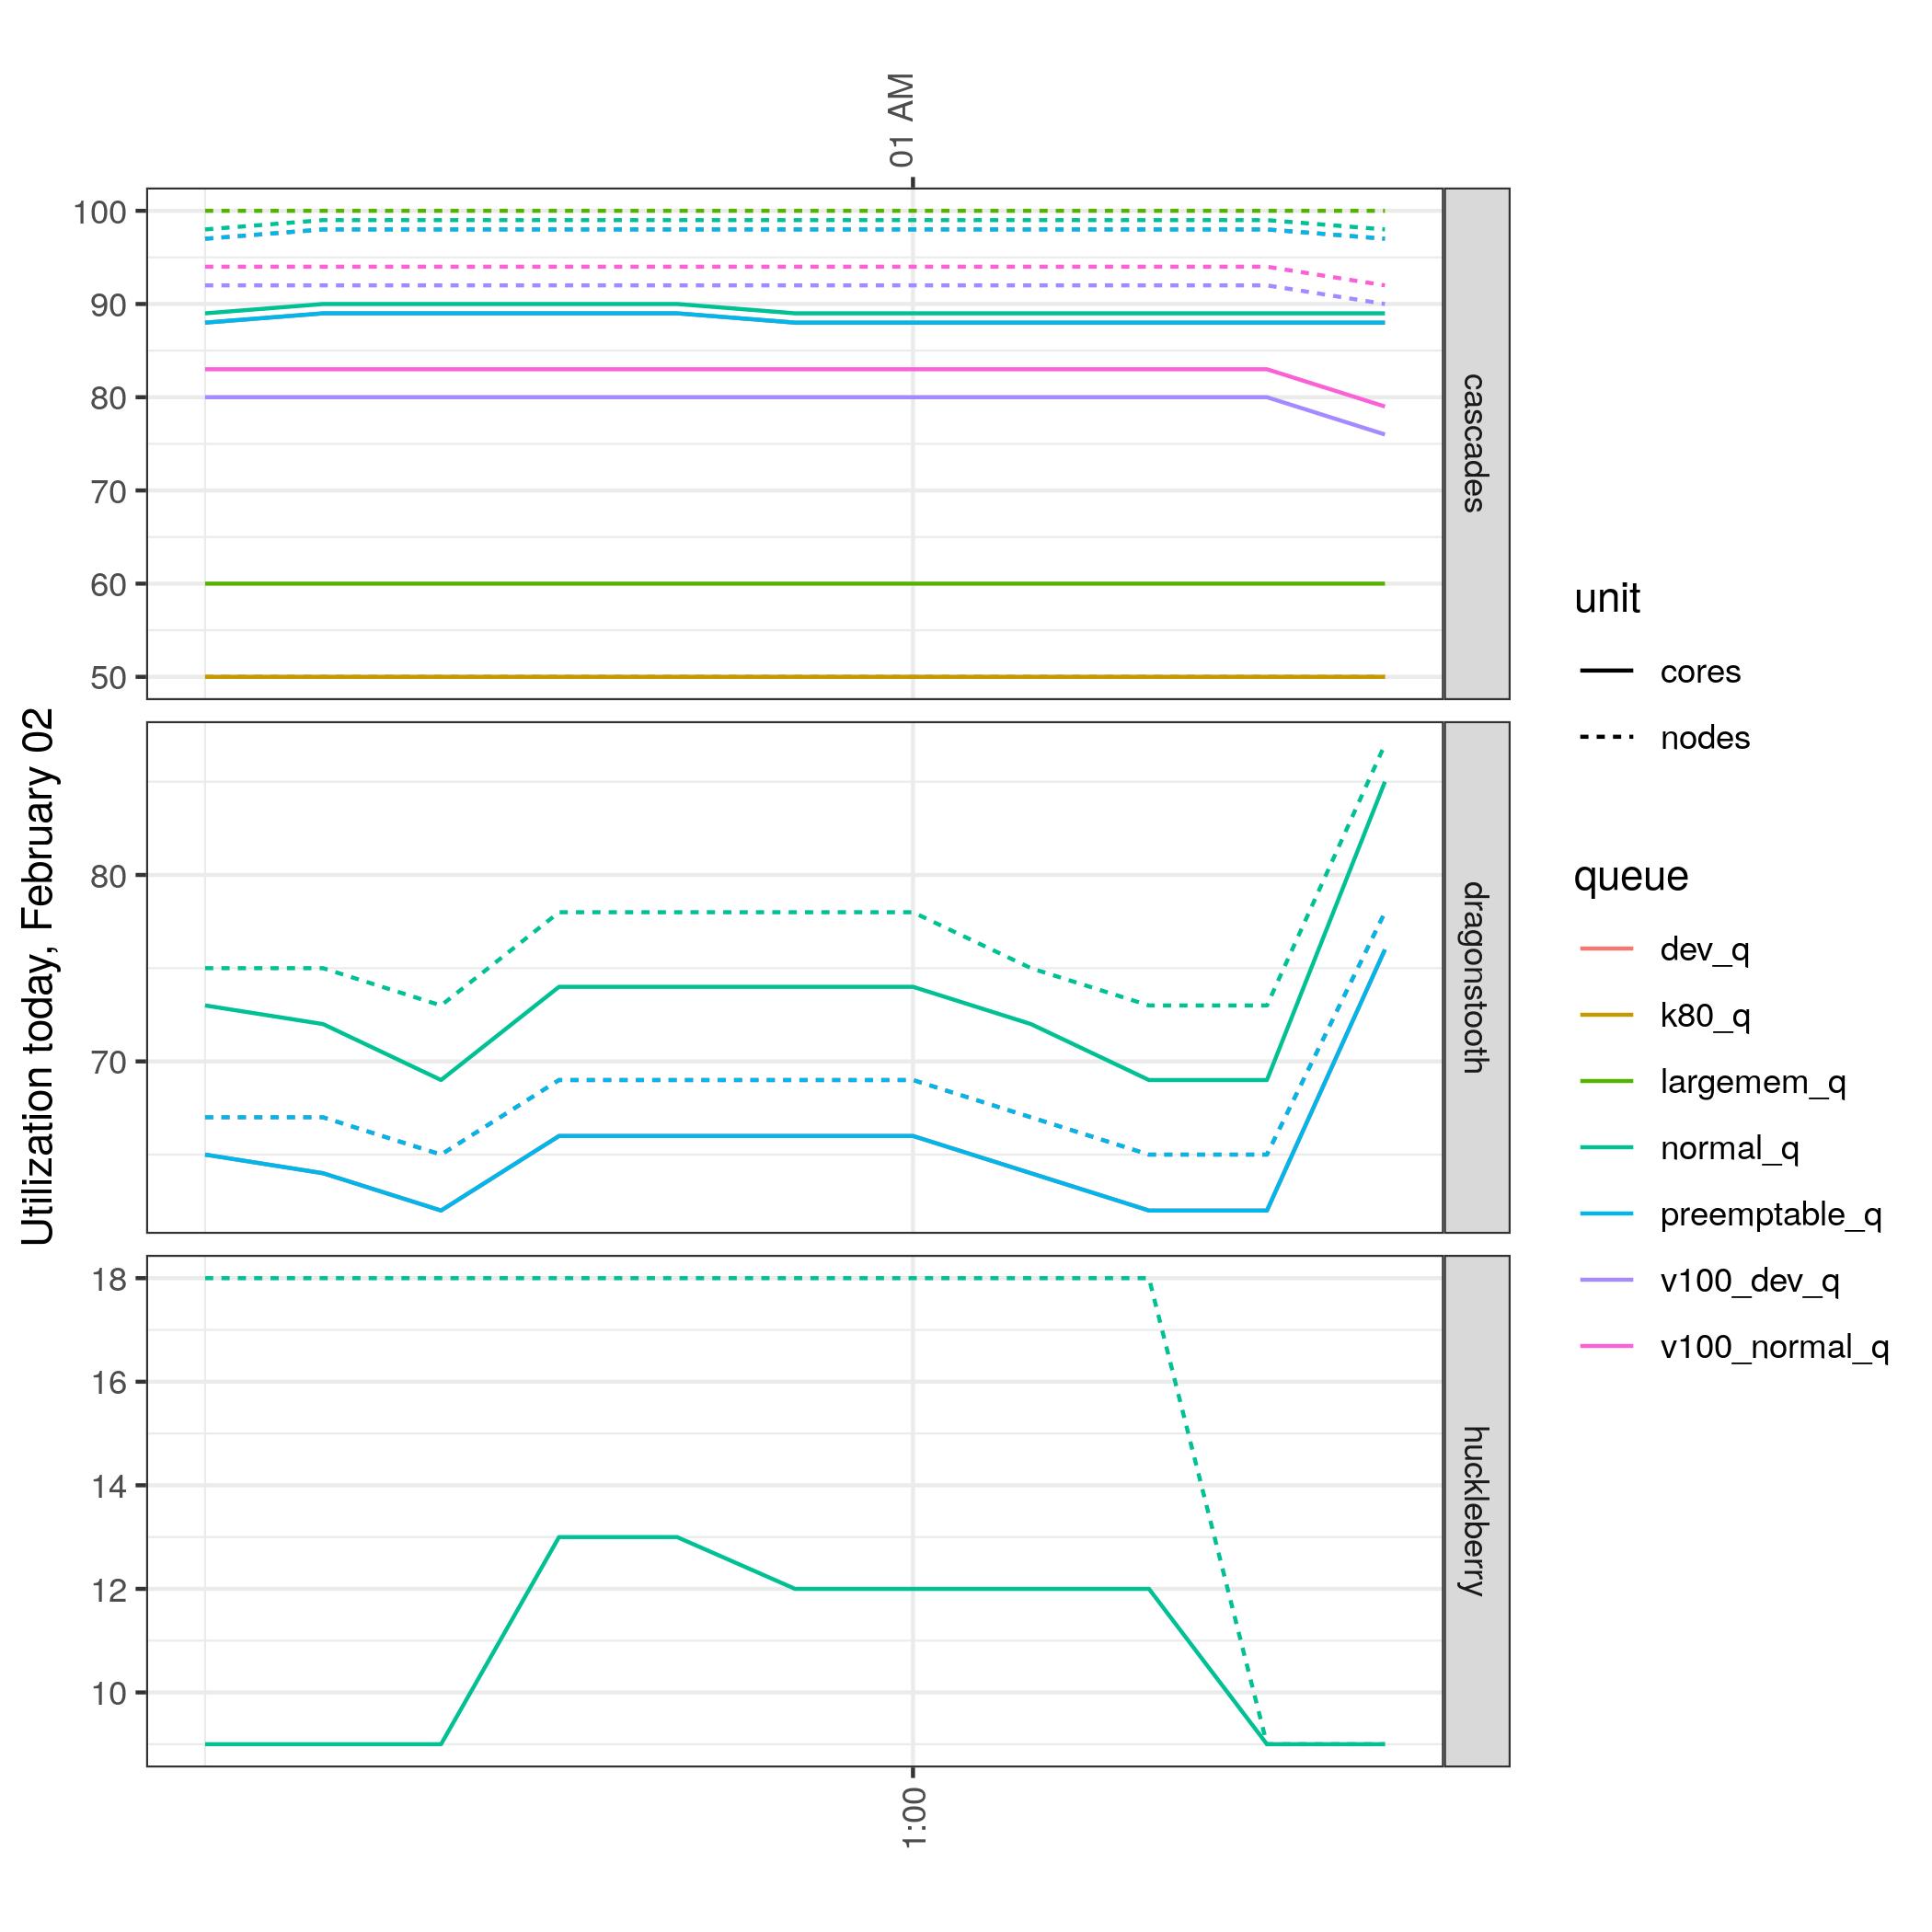 01 AM
100
90
80
70
60
50
cascades
80
70
dragonstooth
18
16
14
12
10
huckleberry
1:00
Utilization today, February 02
unit
cores
nodes
queue
dev_q
k80_q
largemem_q
normal_q
preemptable_q
v100_dev_q
v100_normal_q